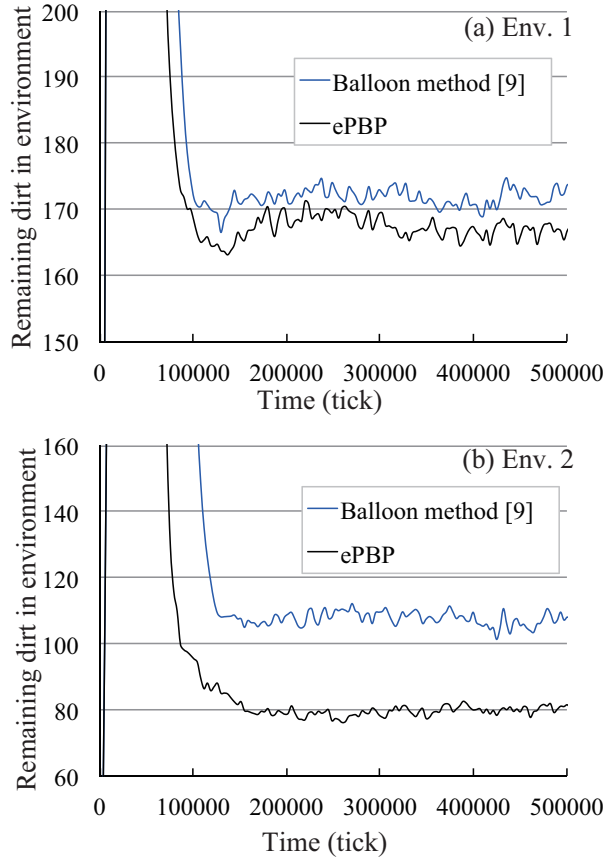 (a) Env. 1
Remaining dirt in environment
200
190
180
170
160
150
Balloon method [9]
ePBP
0 100000 200000 300000 400000 500000
Time (tick)
(b) Env. 2
Remaining dirt in environment
160
140
120
100
80
60
Balloon method [9]
ePBP
0 100000 200000 300000 400000 500000
Time (tick)